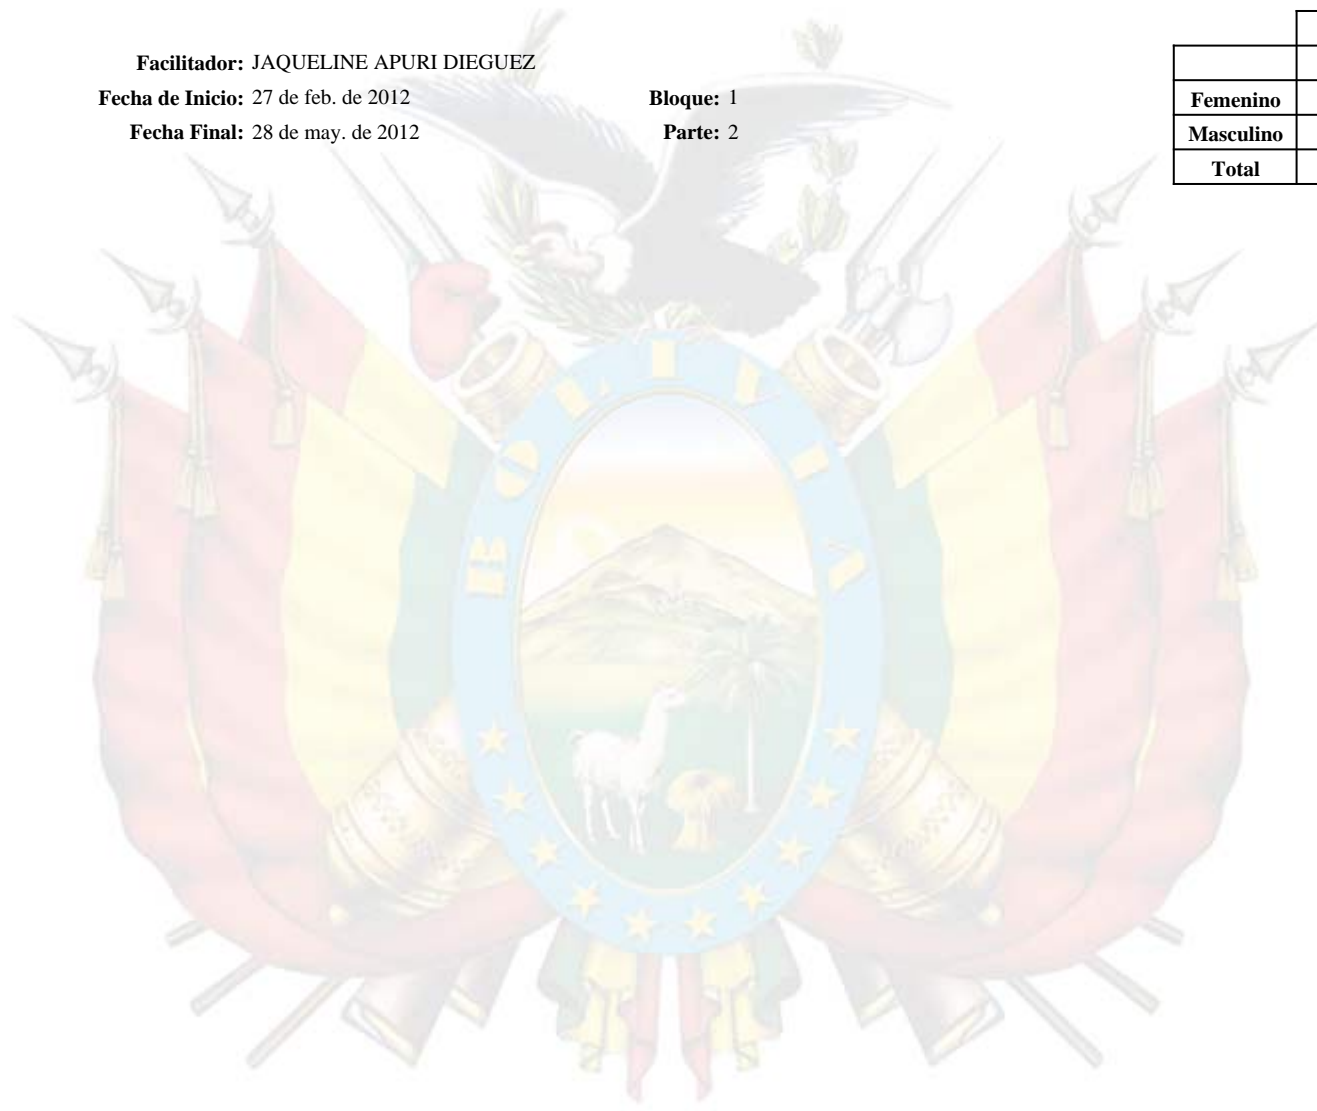 Facilitador: JAQUELINE APURI DIEGUEZ
Fecha de Inicio: 27 de feb. de 2012 Bloque: 1
Fecha Final: 28 de may. de 2012 Parte: 2
Femenino
Masculino
Total
BOLIVIA